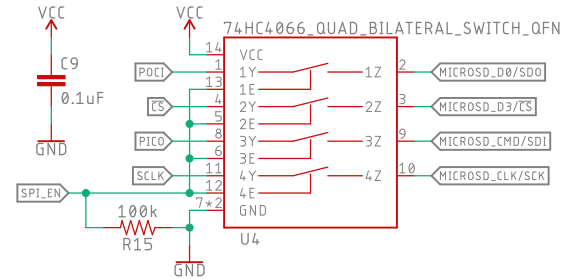 VCC
VCC
74HC4066_QUAD_BILATERAL_SWITCH_QFN
C9
0.1uF
GND
14 VCC
POCI 1 1Y 1Z 2 MICROSD_D0/SDO
13 1E
CS 4 2Y 2Z 3 MICROSD_D3/CS
5 2E
PICO 8 3Y 3Z 9 MICROSD_CMD/SDI
6 3E
SCLK 11 4Y 4Z 10 MICROSD_CLK/SCK
SPI_EN 12 4E
7*2 GND
100k
R15
U4
GND